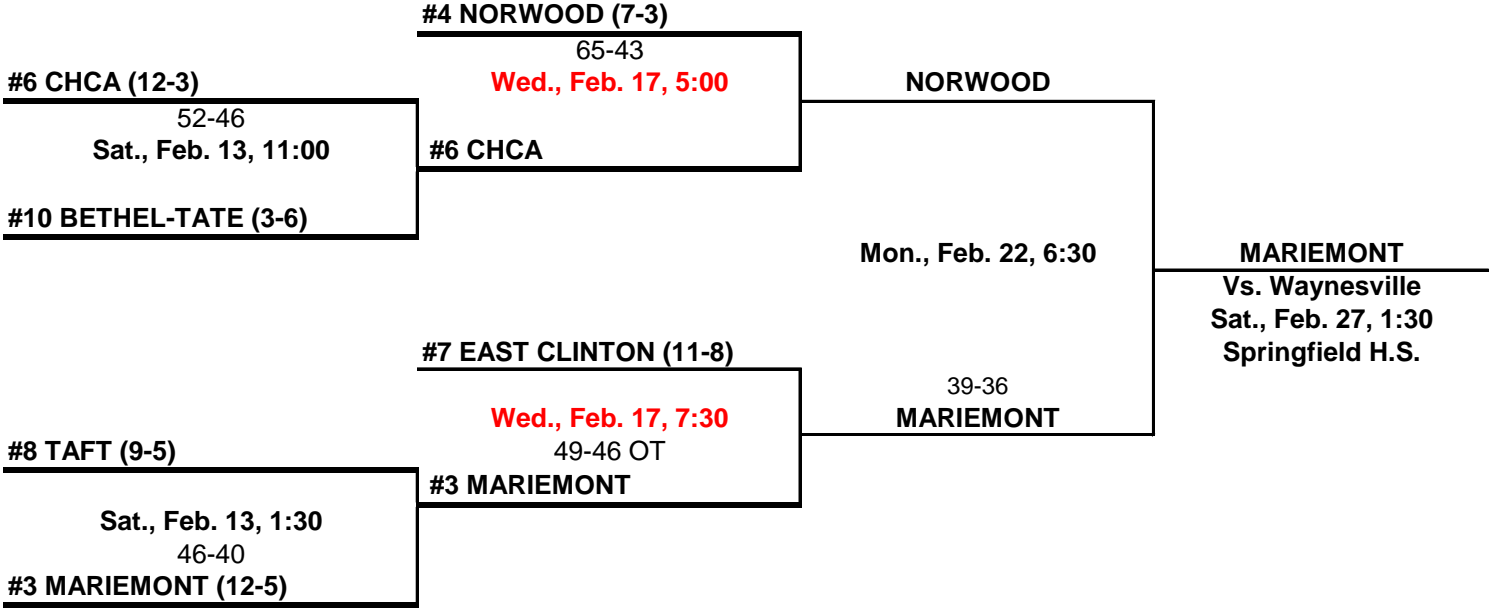 #4 NORWOOD (7-3)
65-43
#6 CHCA (12-3)
Wed., Feb. 17, 5:00
NORWOOD
52-46
Sat., Feb. 13, 11:00
#6 CHCA
#10 BETHEL-TATE (3-6)
Mon., Feb. 22, 6:30
MARIEMONT
Vs. Waynesville
Sat., Feb. 27, 1:30
Springfield H.S.
#7 EAST CLINTON (11-8)
39-36
Wed., Feb. 17, 7:30
MARIEMONT
#8 TAFT (9-5)
49-46 OT
#3 MARIEMONT
Sat., Feb. 13, 1:30
46-40
#3 MARIEMONT (12-5)